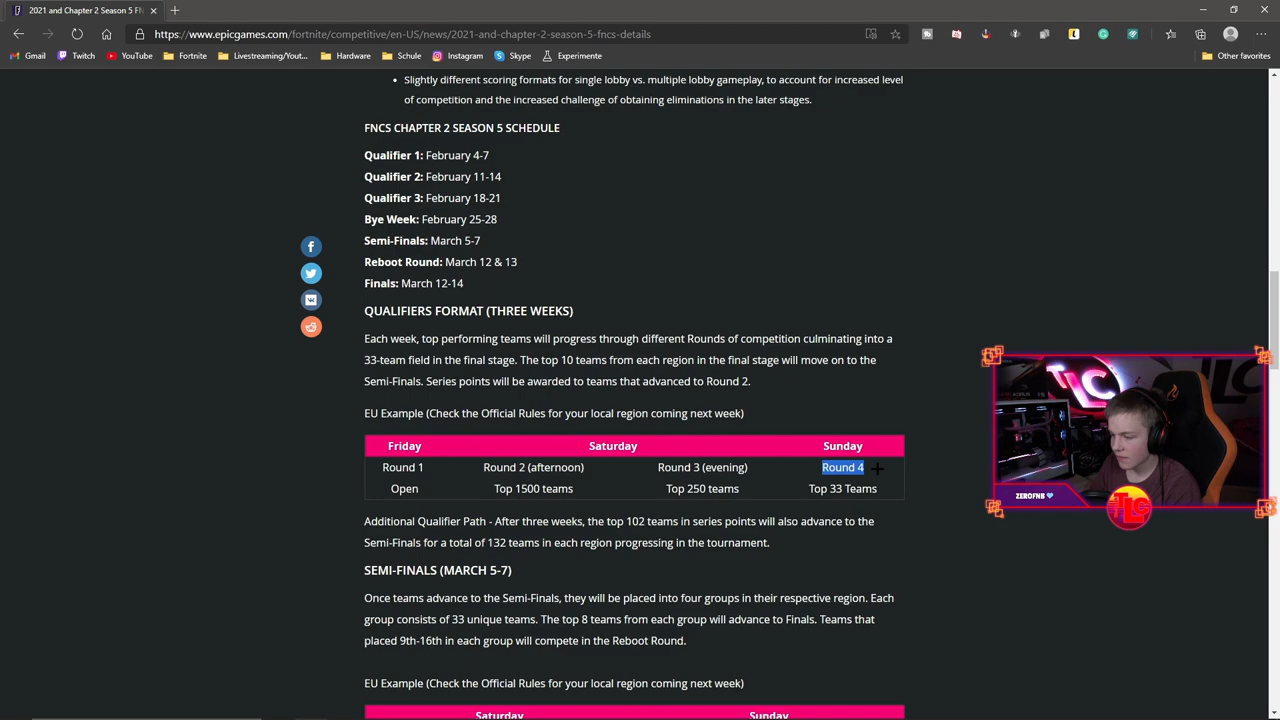 2021 and Chapter 2 Season 5 FN
https://www.epicgames.com/fortnite/competitive/en-US/news/2021-and-chapter-2-season-5-fncs-details
Gmail
Twitch
YouTube
Fortnite
Livestreaming/Yout...
Hardware
Schule
Instagram
Skype
Experimente
Other favorites
• Slightly different scoring formats for single lobby vs. multiple lobby gameplay, to account for increased level
of competition and the increased challenge of obtaining eliminations in the later stages.
FNCS CHAPTER 2 SEASON 5 SCHEDULE
Qualifier 1: February 4-7
Qualifier 2: February 11-14
Qualifier 3: February 18-21
Bye Week: February 25-28
Semi-Finals: March 5-7
Reboot Round: March 12 & 13
Finals: March 12-14
QUALIFIERS FORMAT (THREE WEEKS)
Each week, top performing teams will progress through different Rounds of competition culminating into a
33-team field in the final stage. The top 10 teams from each region in the final stage will move on to the
Semi-Finals. Series points will be awarded to teams that advanced to Round 2.
EU Example (Check the Official Rules for your local region coming next week)
Friday Saturday Sunday
Round 1 Round 2 (afternoon) Round 3 (evening) Round 4
Open Top 1500 teams Top 250 teams Top 33 Teams
Additional Qualifier Path - After three weeks, the top 102 teams in series points will also advance to the
Semi-Finals for a total of 132 teams in each region progressing in the tournament.
SEMI-FINALS (MARCH 5-7)
Once teams advance to the Semi-Finals, they will be placed into four groups in their respective region. Each
group consists of 33 unique teams. The top 8 teams from each group will advance to Finals. Teams that
placed 9th-16th in each group will compete in the Reboot Round.
EU Example (Check the Official Rules for your local region coming next week)
Saturday Sunday
TLC
ZEROFNB
TLC